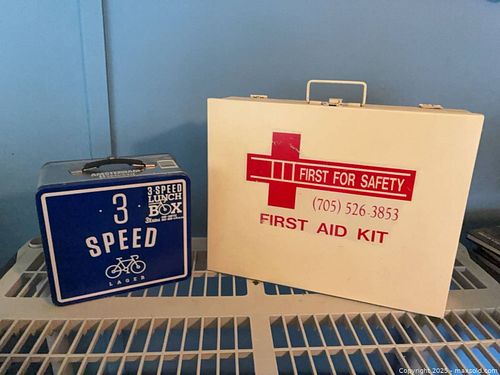 3
SPEED
LAGER
3 SPEED
LUNCH
BOX
FIRST FOR SAFETY
(705) 526-3853
FIRST AID KIT
Copyright 2025 - maxsold.com